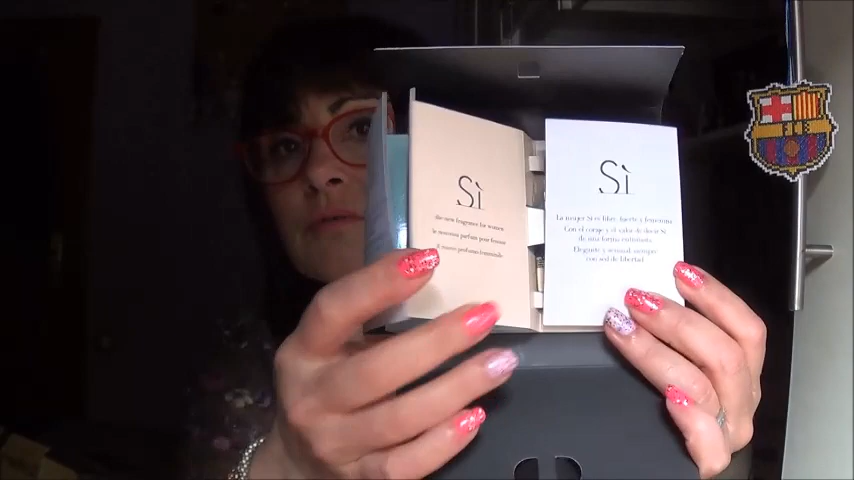 Sì
the new fragrance for women
le nouveau parfum pour femme
il nuovo profumo femminile
Sì
La mujer Sì es libre, fuerte y femenina
Con el coraje y el valor de decir Sì
de una forma entusiasta.
Elegante y sensual, siempre
con sed de libertad
FCB